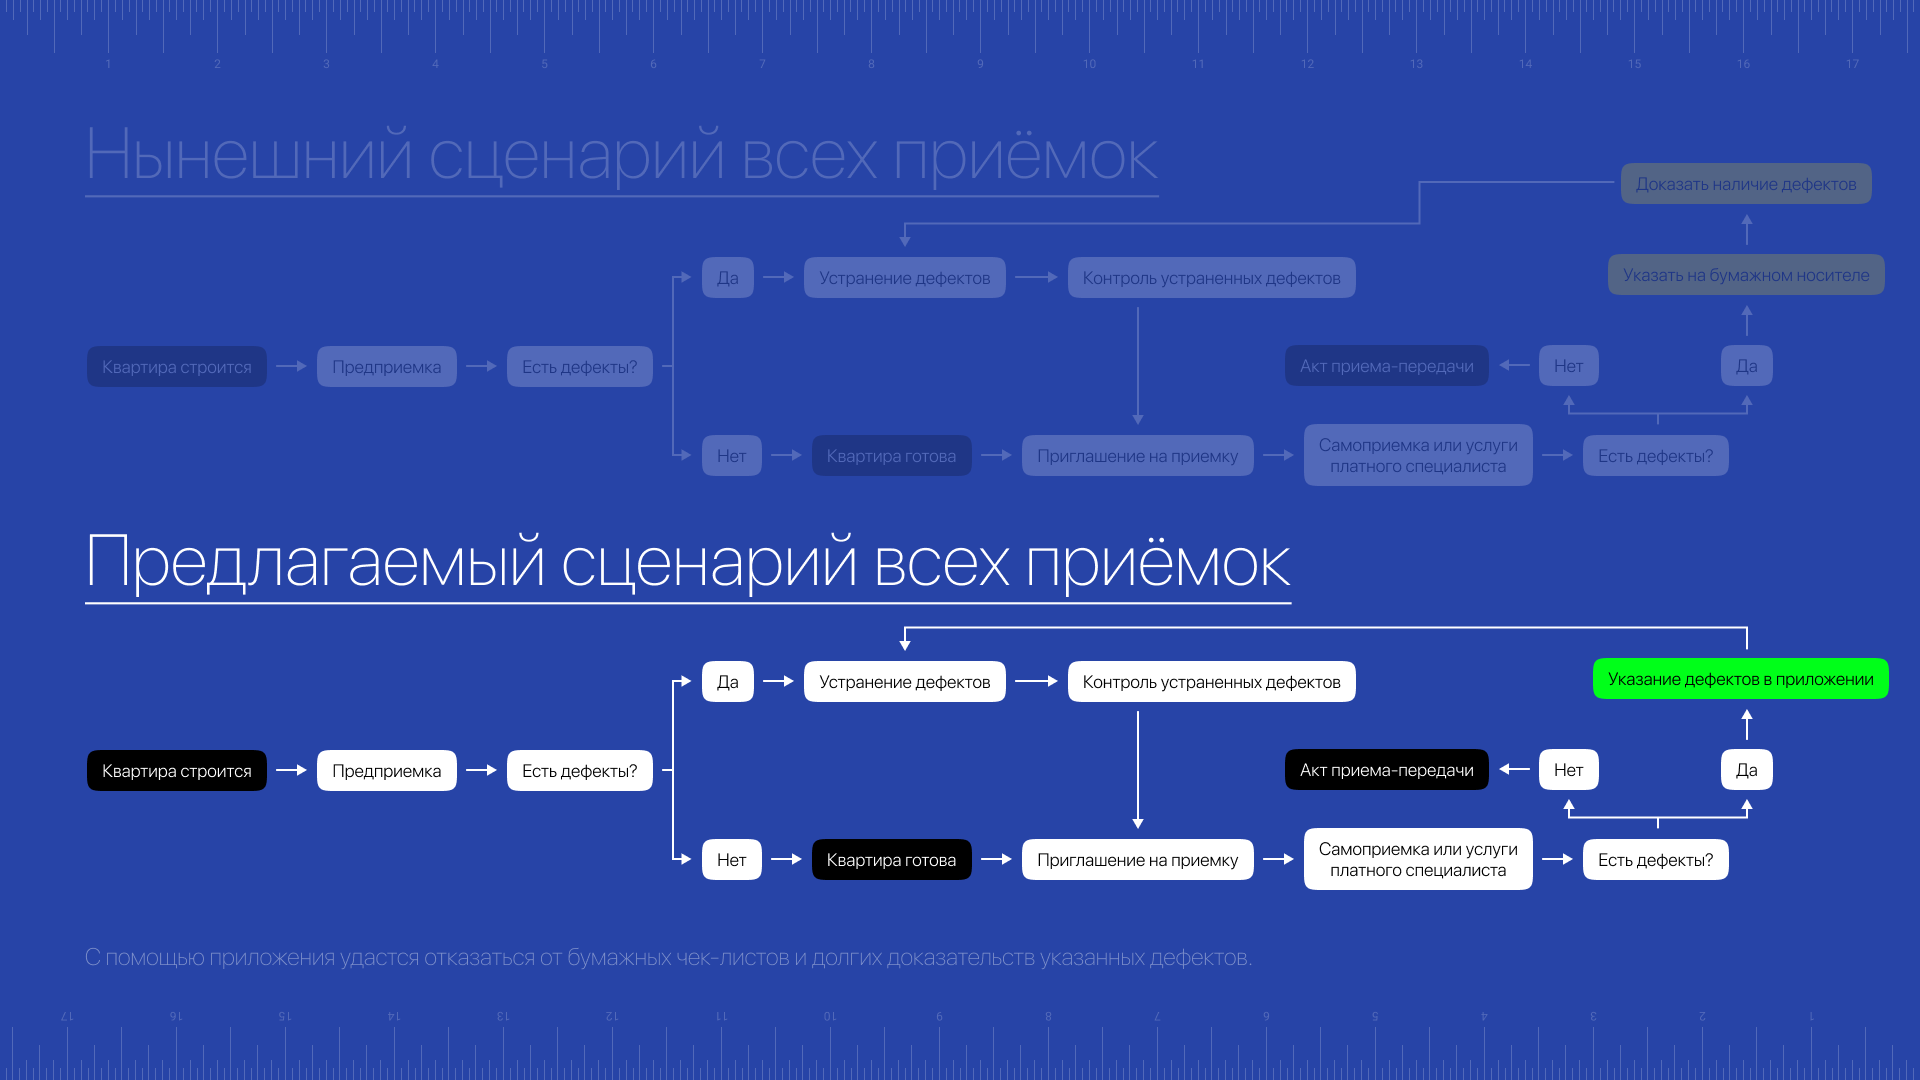 1 2 3 4 5 6 7 8 9 10 11 12 13 14 15 16 17
Нынешний сценарий всех приёмок
Доказать наличие дефектов
Да
Устранение дефектов
Контроль устраненных дефектов
Указать на бумажном носителе
Квартира строится
Предприемка
Есть дефекты?
Акт приема-передачи
Нет
Да
Нет
Квартира готова
Приглашение на приемку
Самоприемка или услуги
платного специалиста
Есть дефекты?
Предлагаемый сценарий всех приёмок
Да
Устранение дефектов
Контроль устраненных дефектов
Указание дефектов в приложении
Квартира строится
Предприемка
Есть дефекты?
Акт приема-передачи
Нет
Да
Нет
Квартира готова
Приглашение на приемку
Самоприемка или услуги
платного специалиста
Есть дефекты?
С помощью приложения удастся отказаться от бумажных чек-листов и долгих доказательств указанных дефектов.
17 16 15 14 13 12 11 10 9 8 7 6 5 4 3 2 1